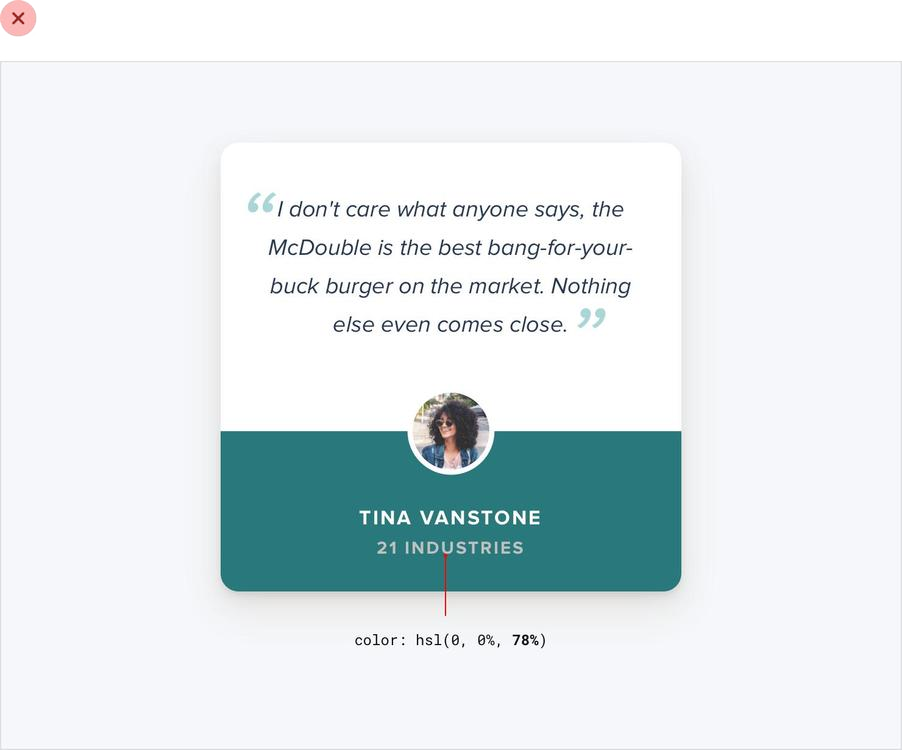 “I don't care what anyone says, the
McDouble is the best bang-for-your-
buck burger on the market. Nothing
else even comes close. ”
TINA VANSTONE
21 INDUSTRIES
color: hsl(0, 0%, 78%)